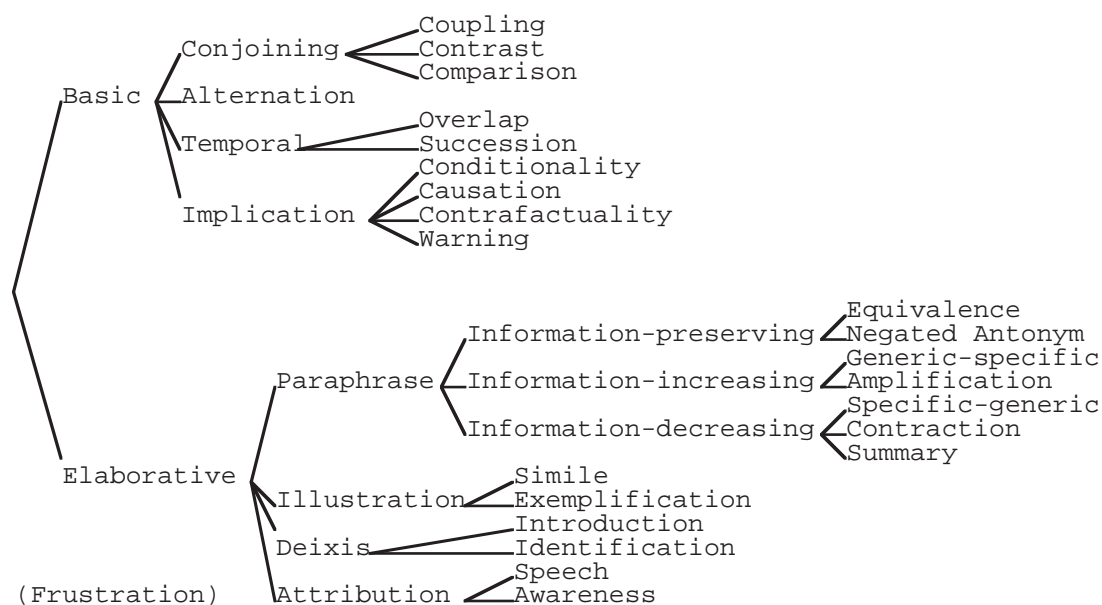 Coupling
Conjoining Contrast
Comparison
Basic Alternation
Overlap
Temporal Succession
Conditionality
Causation
Implication Contrafactuality
Warning
Equivalence
Information-preserving Negated Antonym
Generic-specific
Paraphrase Information-increasing Amplification
Specific-generic
Information-decreasing Contraction
Summary
Elaborative Simile
Illustration Exemplification
Introduction
Deixis Identification
Speech
(Frustration) Attribution Awareness